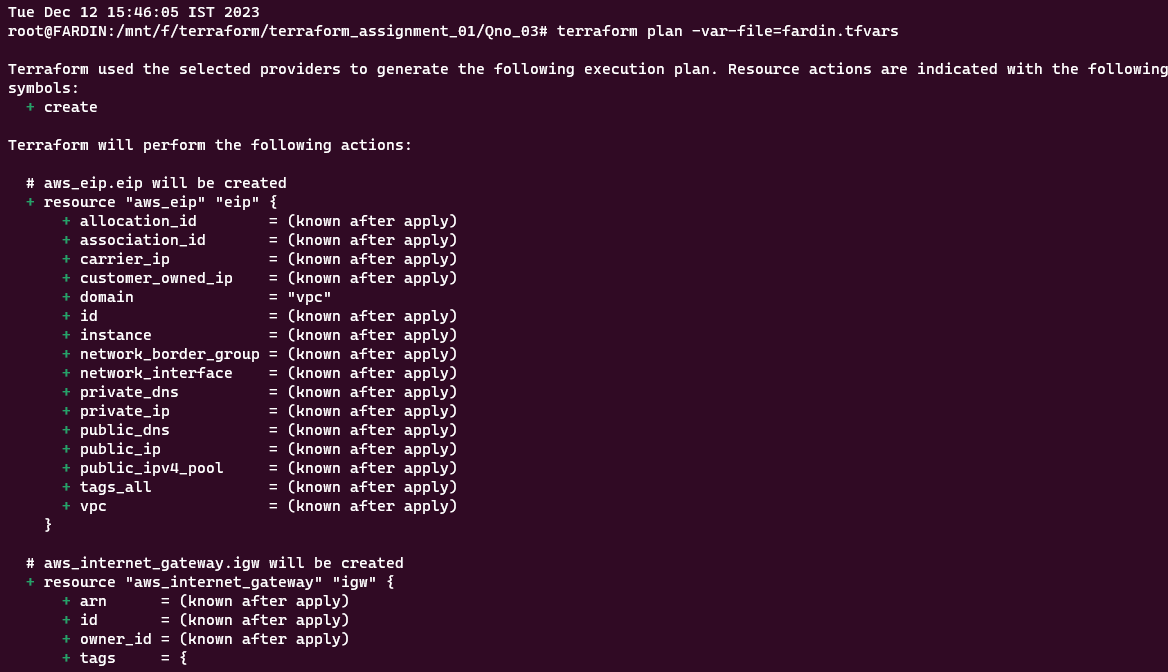 Tue Dec 12 15:46:05 IST 2023
root@FARDIN:/mnt/f/terraform/terraform_assignment_01/Qno_03# terraform plan -var-file=fardin.tfvars

Terraform used the selected providers to generate the following execution plan. Resource actions are indicated with the following
symbols:
  + create

Terraform will perform the following actions:

  # aws_eip.eip will be created
  + resource "aws_eip" "eip" {
      + allocation_id        = (known after apply)
      + association_id       = (known after apply)
      + carrier_ip           = (known after apply)
      + customer_owned_ip    = (known after apply)
      + domain               = "vpc"
      + id                   = (known after apply)
      + instance             = (known after apply)
      + network_border_group = (known after apply)
      + network_interface    = (known after apply)
      + private_dns          = (known after apply)
      + private_ip           = (known after apply)
      + public_dns           = (known after apply)
      + public_ip            = (known after apply)
      + public_ipv4_pool     = (known after apply)
      + tags_all             = (known after apply)
      + vpc                  = (known after apply)
    }

  # aws_internet_gateway.igw will be created
  + resource "aws_internet_gateway" "igw" {
      + arn      = (known after apply)
      + id       = (known after apply)
      + owner_id = (known after apply)
      + tags     = {